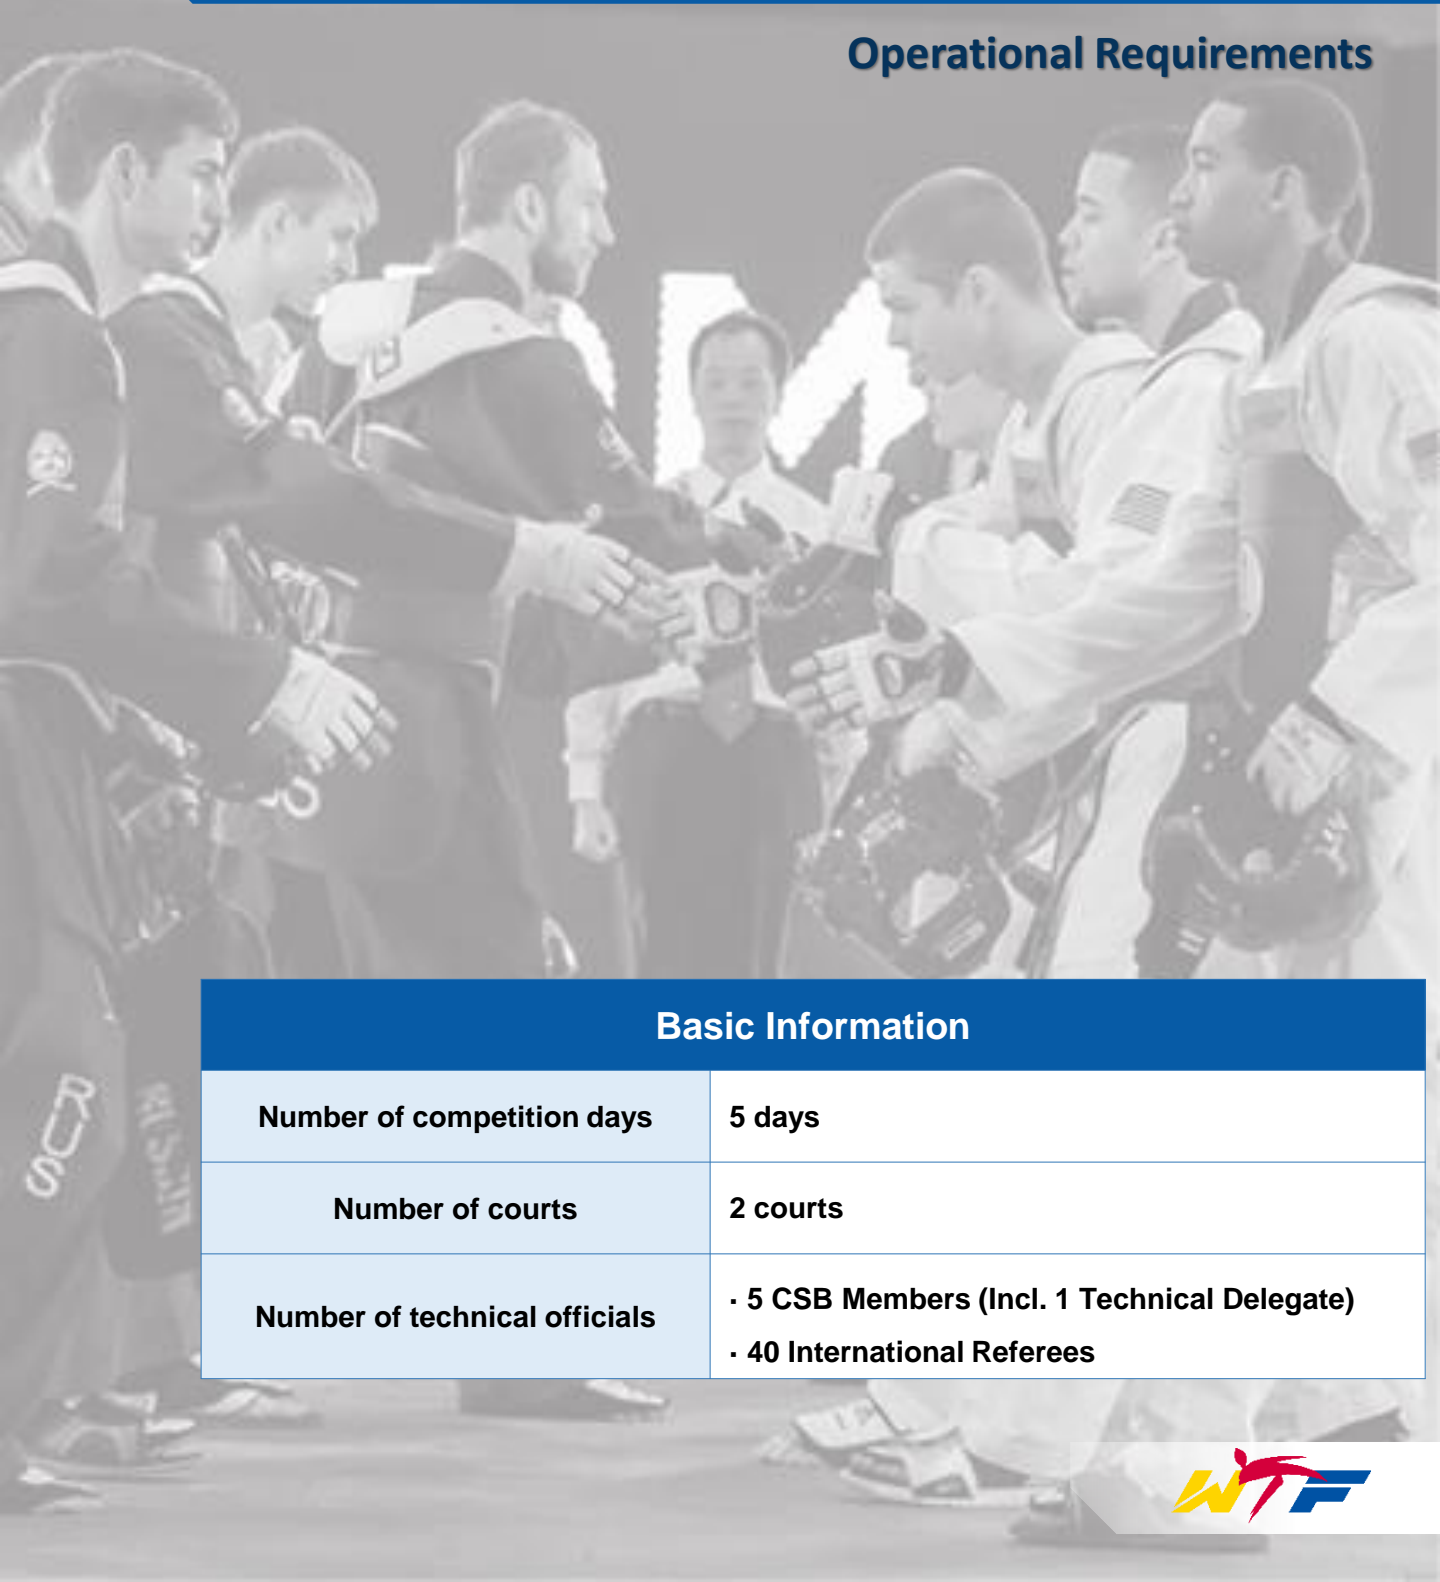 Operational Requirements
Basic Information
Number of competition days
5 days
Number of courts
2 courts
Number of technical officials
▪ 5 CSB Members (Incl. 1 Technical Delegate)
▪ 40 International Referees
RUS
WTF